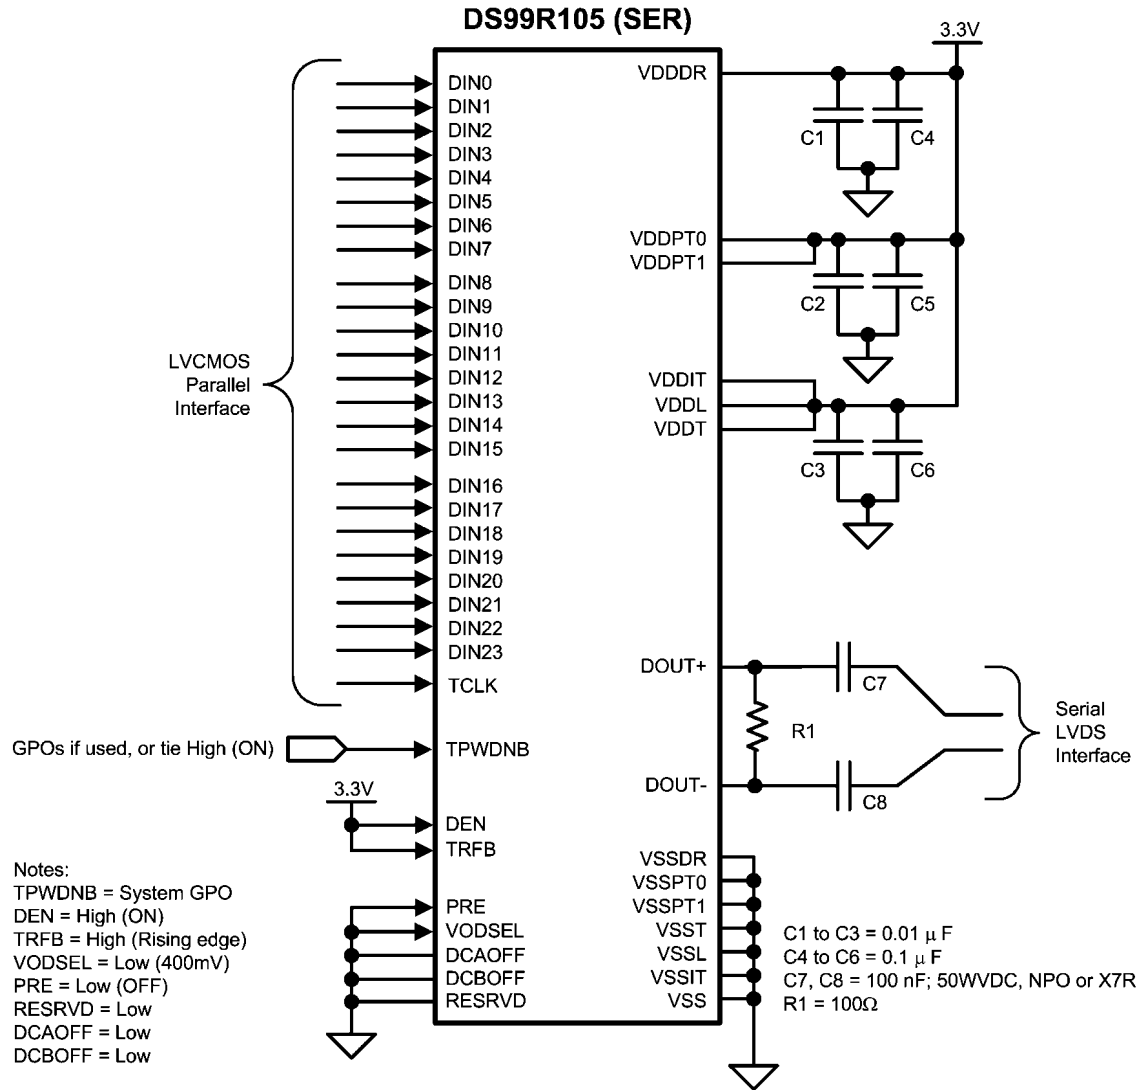 DS99R105 (SER)
3.3V
LVCMOS
Parallel
Interface
DIN0
DIN1
DIN2
DIN3
DIN4
DIN5
DIN6
DIN7
DIN8
DIN9
DIN10
DIN11
DIN12
DIN13
DIN14
DIN15
DIN16
DIN17
DIN18
DIN19
DIN20
DIN21
DIN22
DIN23
TCLK
GPOs if used, or tie High (ON)
TPWDNB
3.3V
DEN
TRFB
PRE
VODSEL
DCAOFF
DCBOFF
RESRVD
VDDDR
C1
C4
VDDPT0
VDDPT1
C2
C5
VDDIT
VDDL
VDDT
C3
C6
DOUT+
C7
R1
DOUT-
C8
Serial
LVDS
Interface
VSSDR
VSSPT0
VSSPT1
VSST
VSSL
VSSIT
VSS
Notes:
TPWDNB = System GPO
DEN = High (ON)
TRFB = High (Rising edge)
VODSEL = Low (400mV)
PRE = Low (OFF)
RESRVD = Low
DCAOFF = Low
DCBOFF = Low
C1 to C3 = 0.01 μ F
C4 to C6 = 0.1 μ F
C7, C8 = 100 nF; 50WVDC, NPO or X7R
R1 = 100Ω